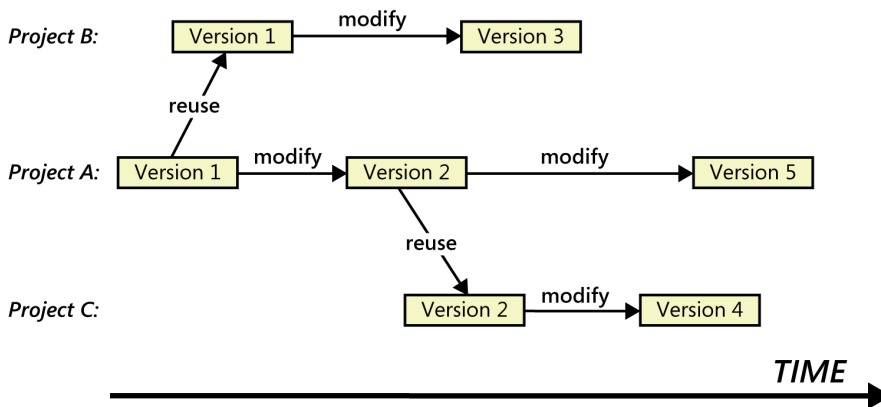 modify
Project B: Version 1 Version 3
reuse
modify modify
Project A: Version 1 Version 2 Version 5
reuse
modify
Project C: Version 2 Version 4
TIME